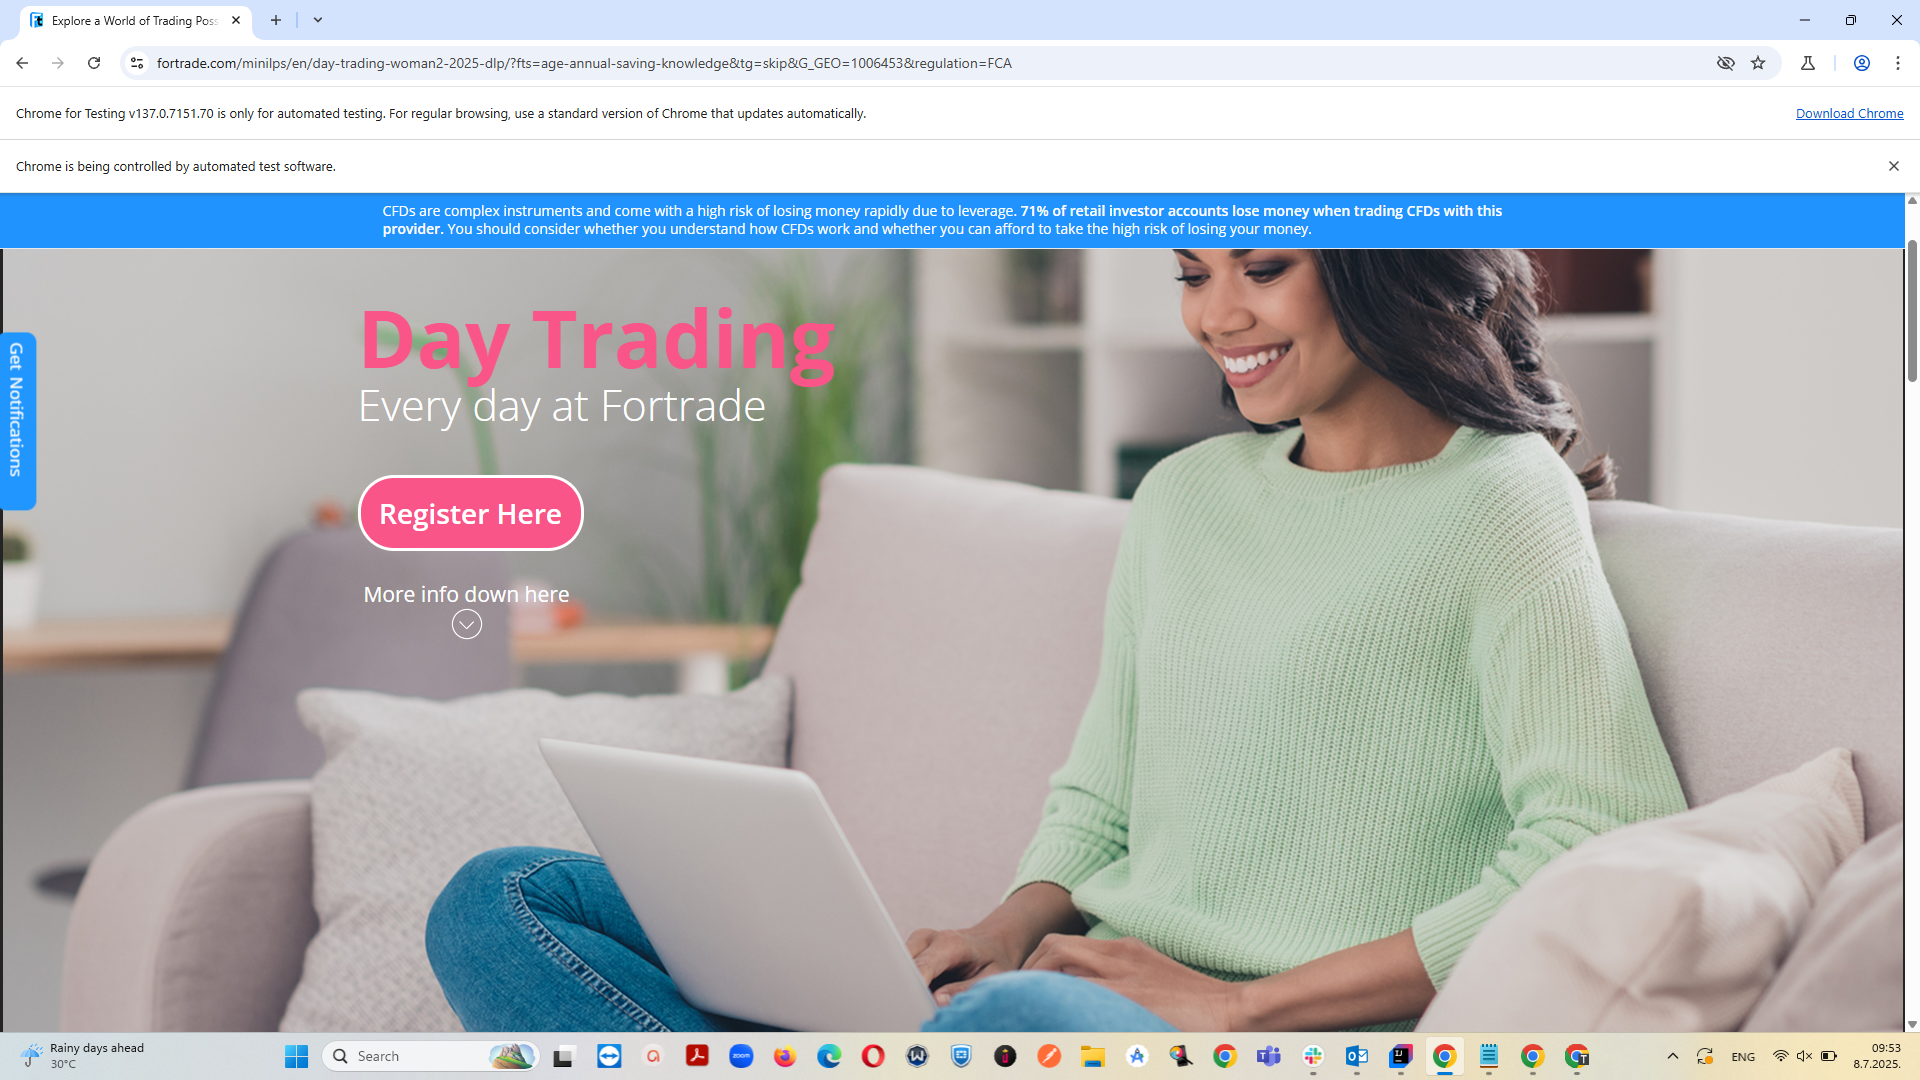 Explore a World of Trading Poss
fortrade.com/minilps/en/day-trading-woman2-2025-dlp/?fts=age-annual-saving-knowledge&tg=skip&G_GEO=1006453&regulation=FCA
Chrome for Testing v137.0.7151.70 is only for automated testing. For regular browsing, use a standard version of Chrome that updates automatically.
Download Chrome
Chrome is being controlled by automated test software.
CFDs are complex instruments and come with a high risk of losing money rapidly due to leverage. 71% of retail investor accounts lose money when trading CFDs with this
provider. You should consider whether you understand how CFDs work and whether you can afford to take the high risk of losing your money.
Day Trading
Every day at Fortrade
Get Notifications
Register Here
More info down here
Rainy days ahead
30°C
Search
zoom
ENG
09:53
8.7.2025.